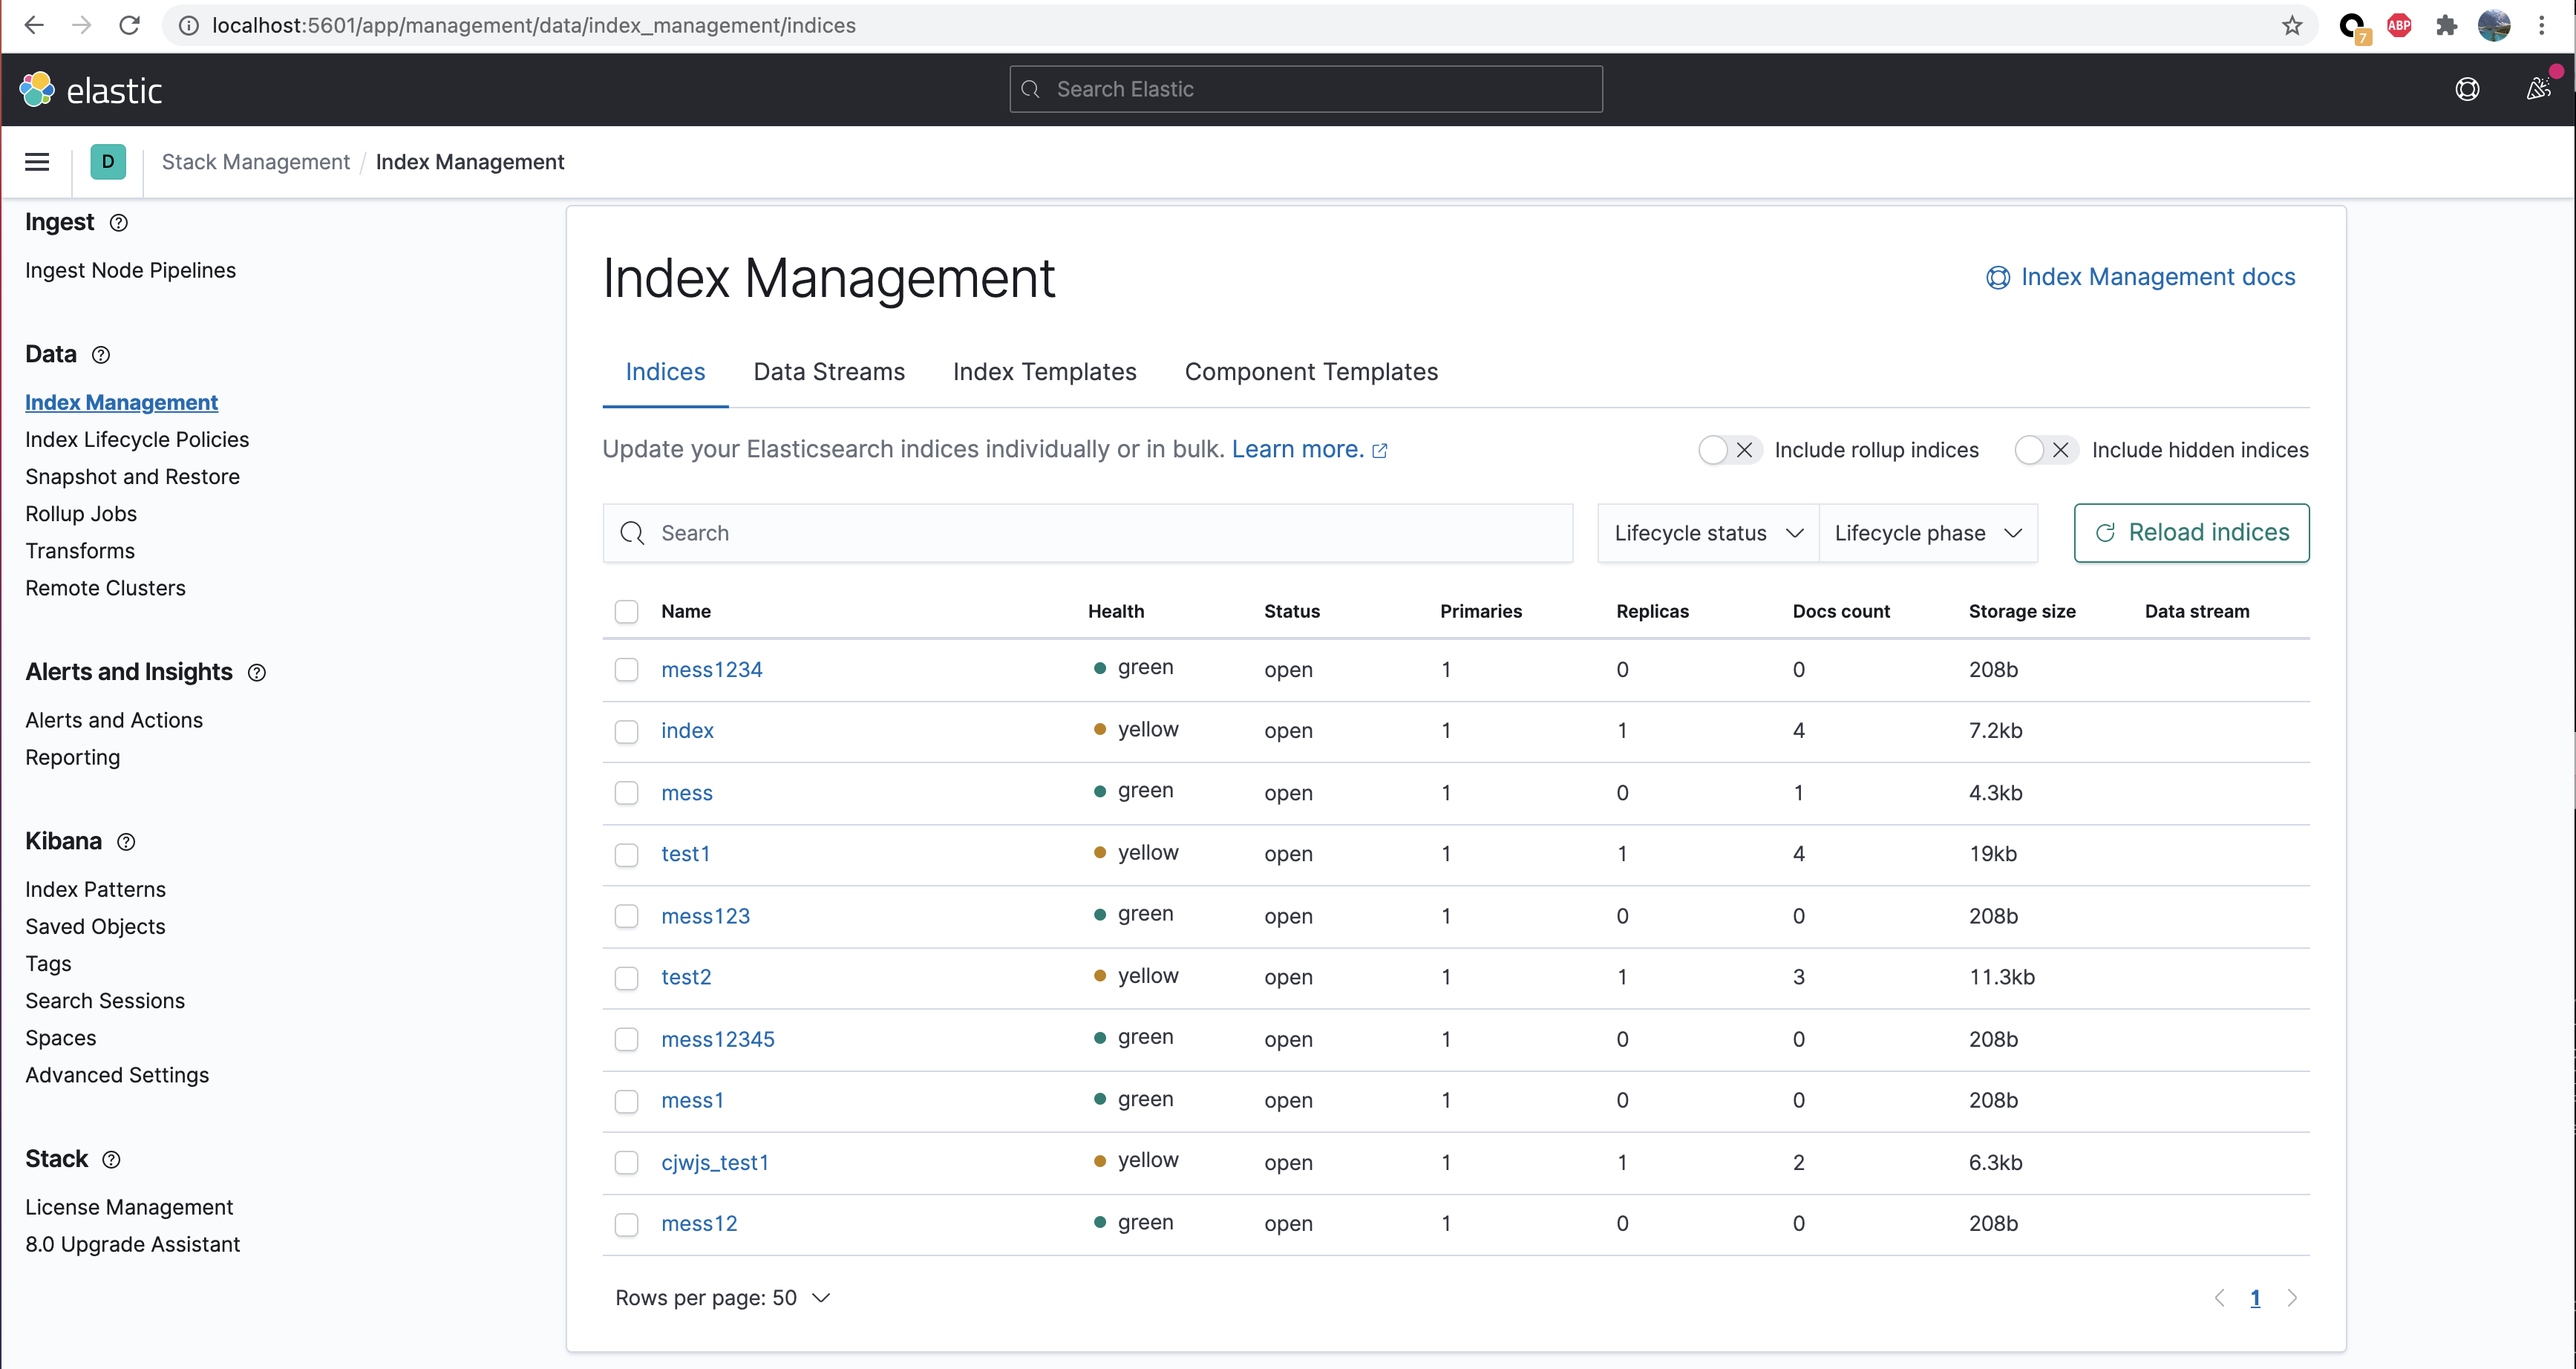 localhost:5601/app/management/data/index_management/indices
7
ABP
elastic
Search Elastic
D
Stack Management / Index Management
Ingest
Ingest Node Pipelines
Data
Index Management
Index Lifecycle Policies
Snapshot and Restore
Rollup Jobs
Transforms
Remote Clusters
Alerts and Insights
Alerts and Actions
Reporting
Kibana
Index Patterns
Saved Objects
Tags
Search Sessions
Spaces
Advanced Settings
Stack
License Management
8.0 Upgrade Assistant
Index Management
Index Management docs
Indices Data Streams Index Templates Component Templates
Update your Elasticsearch indices individually or in bulk. Learn more.
Include rollup indices Include hidden indices
Search Lifecycle status Lifecycle phase Reload indices
Name Health Status Primaries Replicas Docs count Storage size Data stream
mess1234 green open 1 0 0 208b
index yellow open 1 1 4 7.2kb
mess green open 1 0 1 4.3kb
test1 yellow open 1 1 4 19kb
mess123 green open 1 0 0 208b
test2 yellow open 1 1 3 11.3kb
mess12345 green open 1 0 0 208b
mess1 green open 1 0 0 208b
cjwjs_test1 yellow open 1 1 2 6.3kb
mess12 green open 1 0 0 208b
Rows per page: 50
1